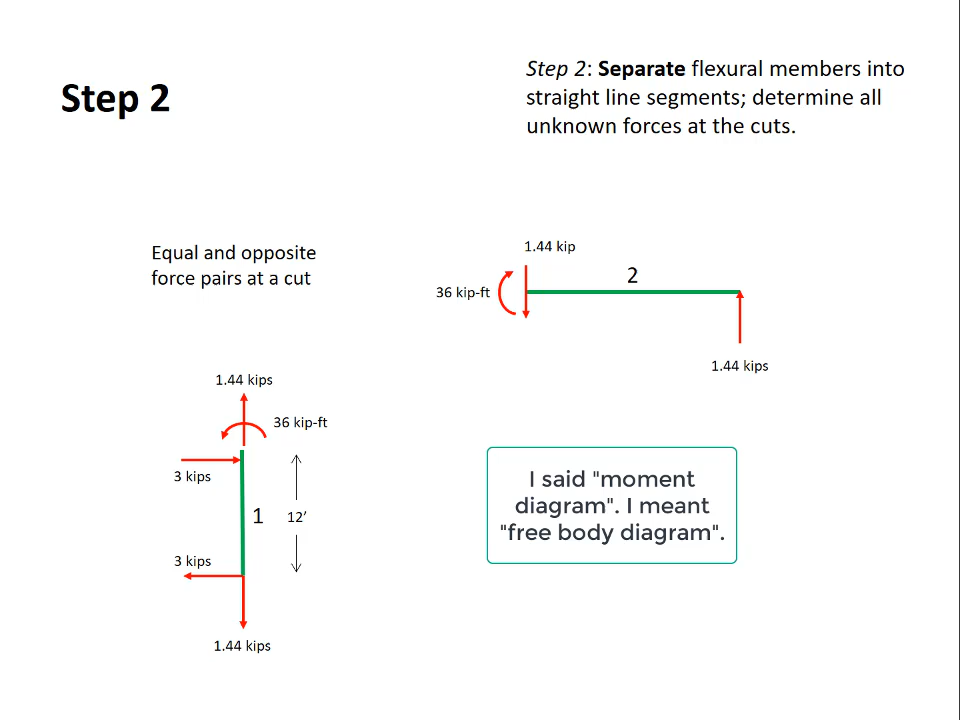 Step 2
Step 2: Separate flexural members into
straight line segments; determine all
unknown forces at the cuts.
Equal and opposite
force pairs at a cut
1.44 kip
2
36 kip-ft
1.44 kips
1.44 kips
36 kip-ft
3 kips
1
12’
3 kips
1.44 kips
I said "moment
diagram". I meant
"free body diagram".